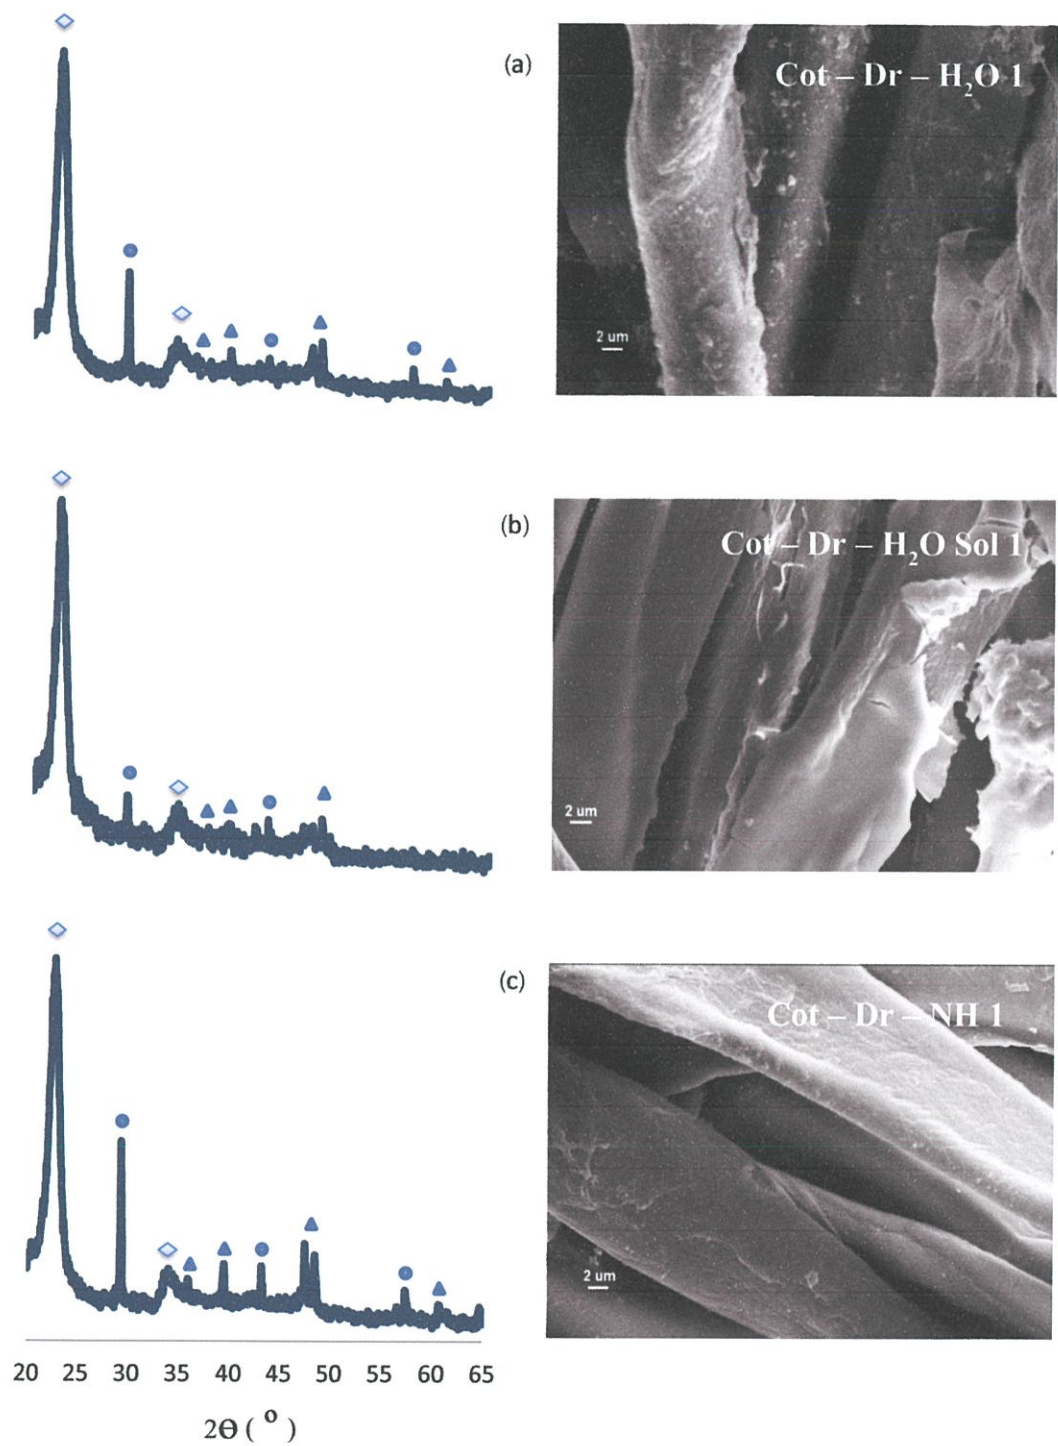 (a)
Cot – Dr – H₂O 1
2 um
(b)
Cot – Dr – H₂O Sol 1
2 um
(c)
Cot – Dr – NH 1
2 um
20 25 30 35 40 45 50 55 60 65
2Θ ( ° )